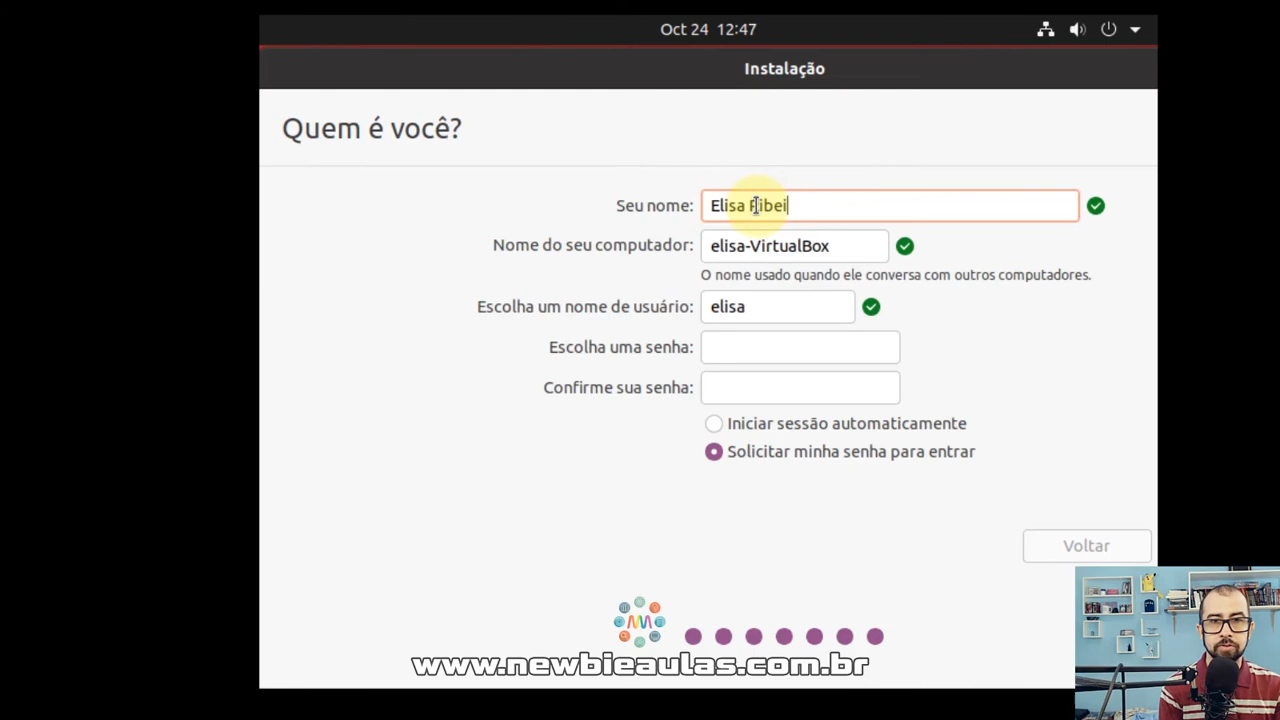 Oct 24 12:47
Instalação
Quem é você?
Seu nome: Elisa Ribei
Nome do seu computador: elisa-VirtualBox
O nome usado quando ele conversa com outros computadores.
Escolha um nome de usuário: elisa
Escolha uma senha:
Confirme sua senha:
Iniciar sessão automaticamente
Solicitar minha senha para entrar
Voltar
www.newbieaulas.com.br